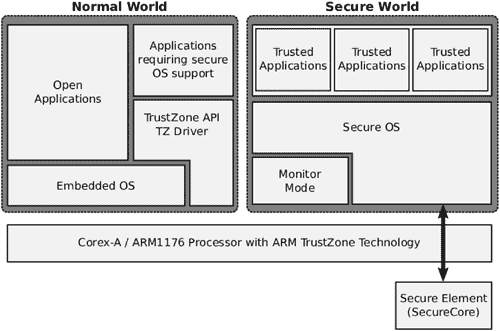 Normal World
Secure World
Open
Applications
Applications
requiring secure
OS support
TrustZone API
TZ Driver
Embedded OS
Trusted
Applications
Trusted
Applications
Trusted
Applications
Secure OS
Monitor
Mode
Corex-A / ARM1176 Processor with ARM TrustZone Technology
Secure Element
(SecureCore)